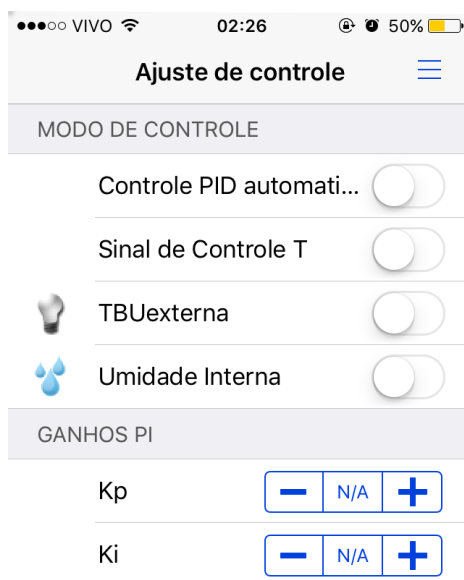 VIVO 02:26 50%
Ajuste de controle
MODO DE CONTROLE
Controle PID automati...
Sinal de Controle T
TBUexterna
Umidade Interna
GANHOS PI
Kp N/A
Ki N/A